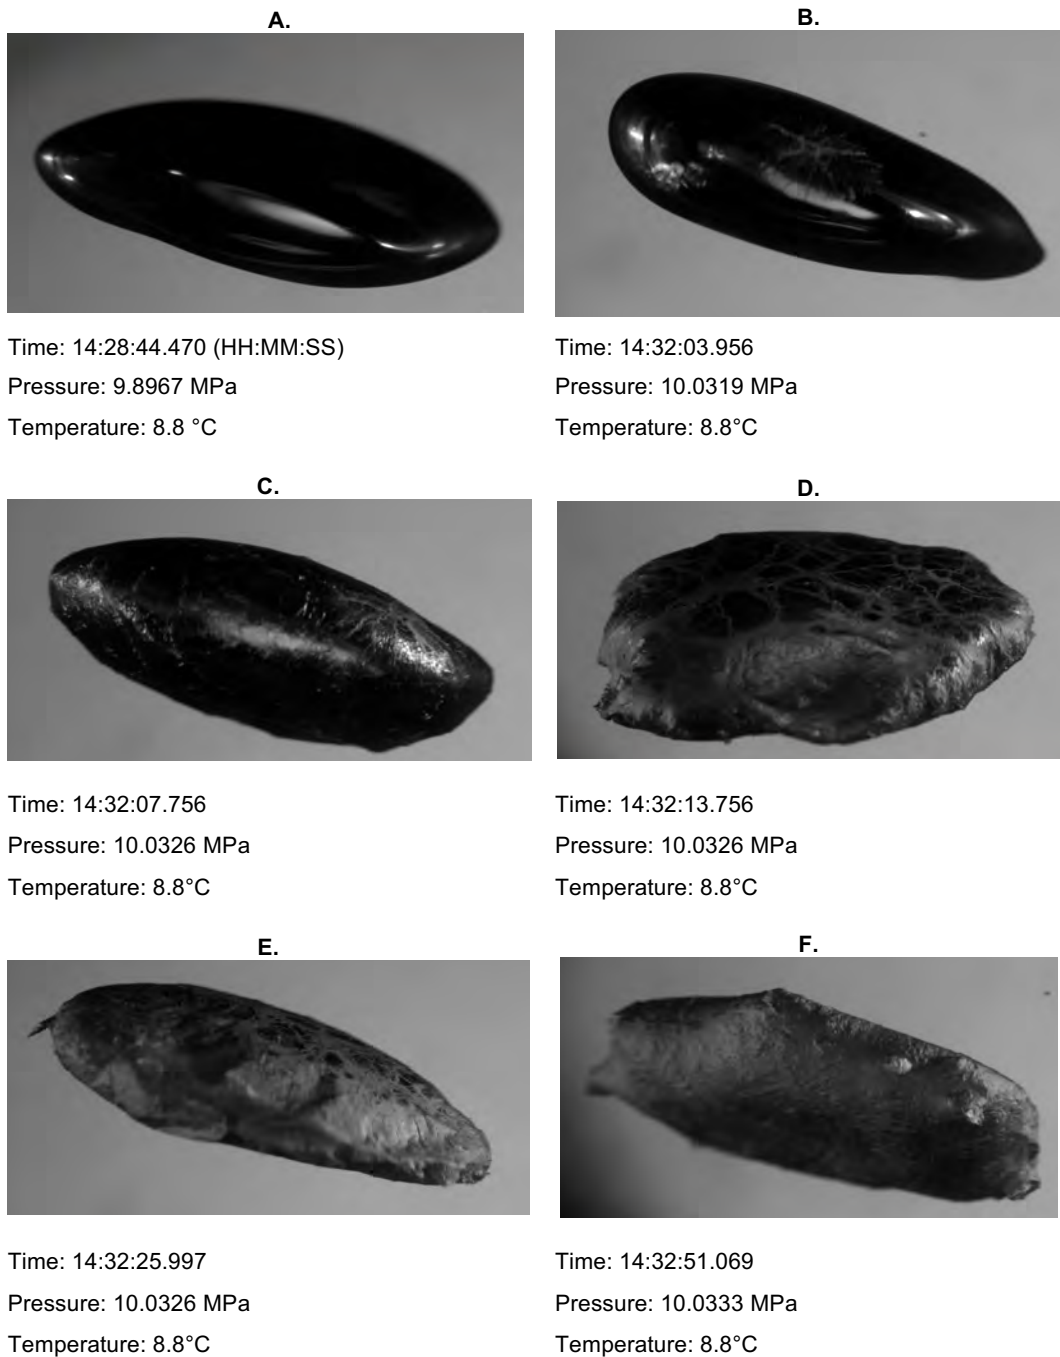 A.
B.
Time: 14:28:44.470 (HH:MM:SS)
Pressure: 9.8967 MPa
Temperature: 8.8 °C
Time: 14:32:03.956
Pressure: 10.0319 MPa
Temperature: 8.8°C
C.
D.
Time: 14:32:07.756
Pressure: 10.0326 MPa
Temperature: 8.8°C
Time: 14:32:13.756
Pressure: 10.0326 MPa
Temperature: 8.8°C
E.
F.
Time: 14:32:25.997
Pressure: 10.0326 MPa
Temperature: 8.8°C
Time: 14:32:51.069
Pressure: 10.0333 MPa
Temperature: 8.8°C